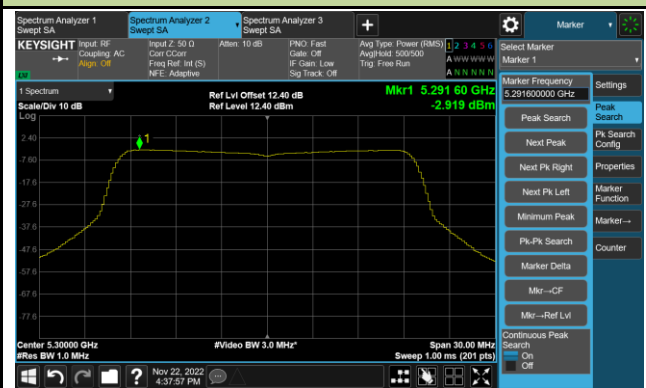 Spectrum Analyzer 1
Swept SA
Spectrum Analyzer 2
Swept SA
Spectrum Analyzer 3
Swept SA
+
Marker
KEYSIGHT
Input: RF
Coupling: AC
Align: Off
Input Z: 50 Ω
Corr CCorr
Freq Ref: Int (S)
NFE: Adaptive
Atten: 10 dB
PNO: Fast
Gate: Off
IF Gain: Low
Sig Track: Off
Avg Type: Power (RMS)
Avg|Hold: 500/500
Trig: Free Run
1 2 3 4 5 6
A W W W W W
A N N N N N
Select Marker
Marker 1
1 Spectrum
Scale/Div 10 dB
Log
Ref Lvl Offset 12.40 dB
Ref Level 12.40 dBm
Mkr1 5.291 60 GHz
-2.919 dBm
1
2.40
-7.60
-17.6
-27.6
-37.6
-47.6
-57.6
-67.6
-77.6
Center 5.30000 GHz
#Res BW 1.0 MHz
#Video BW 3.0 MHz*
Span 30.00 MHz
Sweep 1.00 ms (201 pts)
Marker Frequency
5.291600000 GHz
Peak Search
Next Peak
Next Pk Right
Next Pk Left
Minimum Peak
Pk-Pk Search
Marker Delta
Mkr→CF
Mkr→Ref Lvl
Continuous Peak
Search
On
Off
Settings
Peak
Search
Pk Search
Config
Properties
Marker
Function
Marker→
Counter
?
Nov 22, 2022
4:37:57 PM